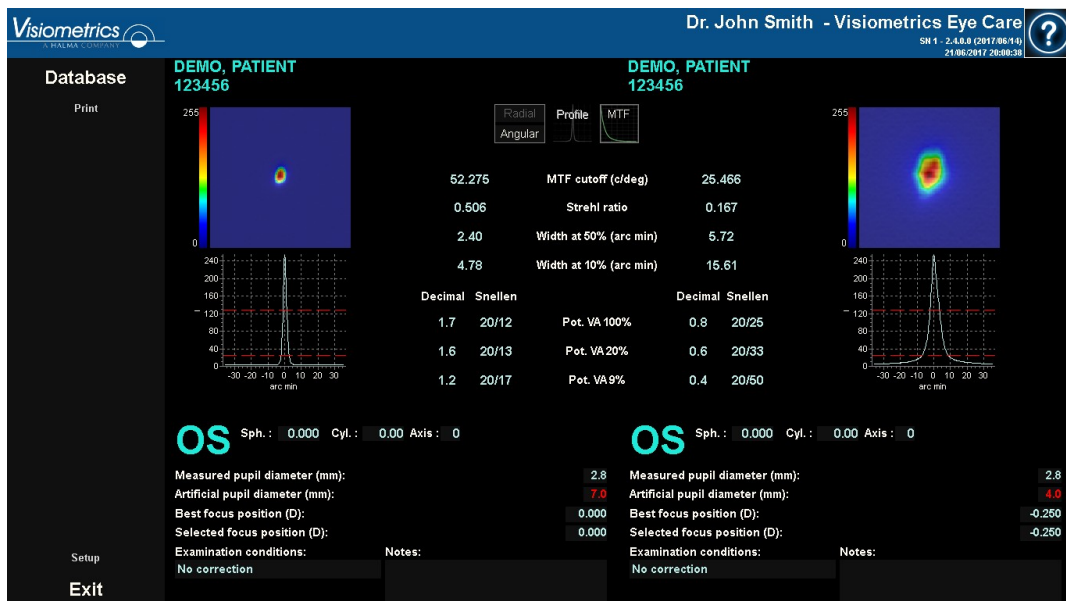 Visiometrics
A HALMA COMPANY
Dr. John Smith - Visiometrics Eye Care
SN 1 - 2.4.0.0 (2017/06/14)
21/06/2017 20:00:38
?
Database
Print
Setup
Exit
DEMO, PATIENT
123456
DEMO, PATIENT
123456
Radial
Angular
Profile
MTF
255
0
255
0
52.275 MTF cutoff (c/deg) 25.466
0.506 Strehl ratio 0.167
2.40 Width at 50% (arc min) 5.72
4.78 Width at 10% (arc min) 15.61
Decimal Snellen Decimal Snellen
1.7 20/12 Pot. VA 100% 0.8 20/25
1.6 20/13 Pot. VA 20% 0.6 20/33
1.2 20/17 Pot. VA 9% 0.4 20/50
240
200
160
120
80
40
0
-30 -20 -10 0 10 20 30
arc min
240
200
160
120
80
40
0
-30 -20 -10 0 10 20 30
arc min
OS Sph.: 0.000 Cyl.: 0.00 Axis: 0
Measured pupil diameter (mm): 2.8
Artificial pupil diameter (mm): 7.0
Best focus position (D): 0.000
Selected focus position (D): 0.000
Examination conditions: Notes:
No correction
OS Sph.: 0.000 Cyl.: 0.00 Axis: 0
Measured pupil diameter (mm): 2.8
Artificial pupil diameter (mm): 4.0
Best focus position (D): -0.250
Selected focus position (D): -0.250
Examination conditions: Notes:
No correction